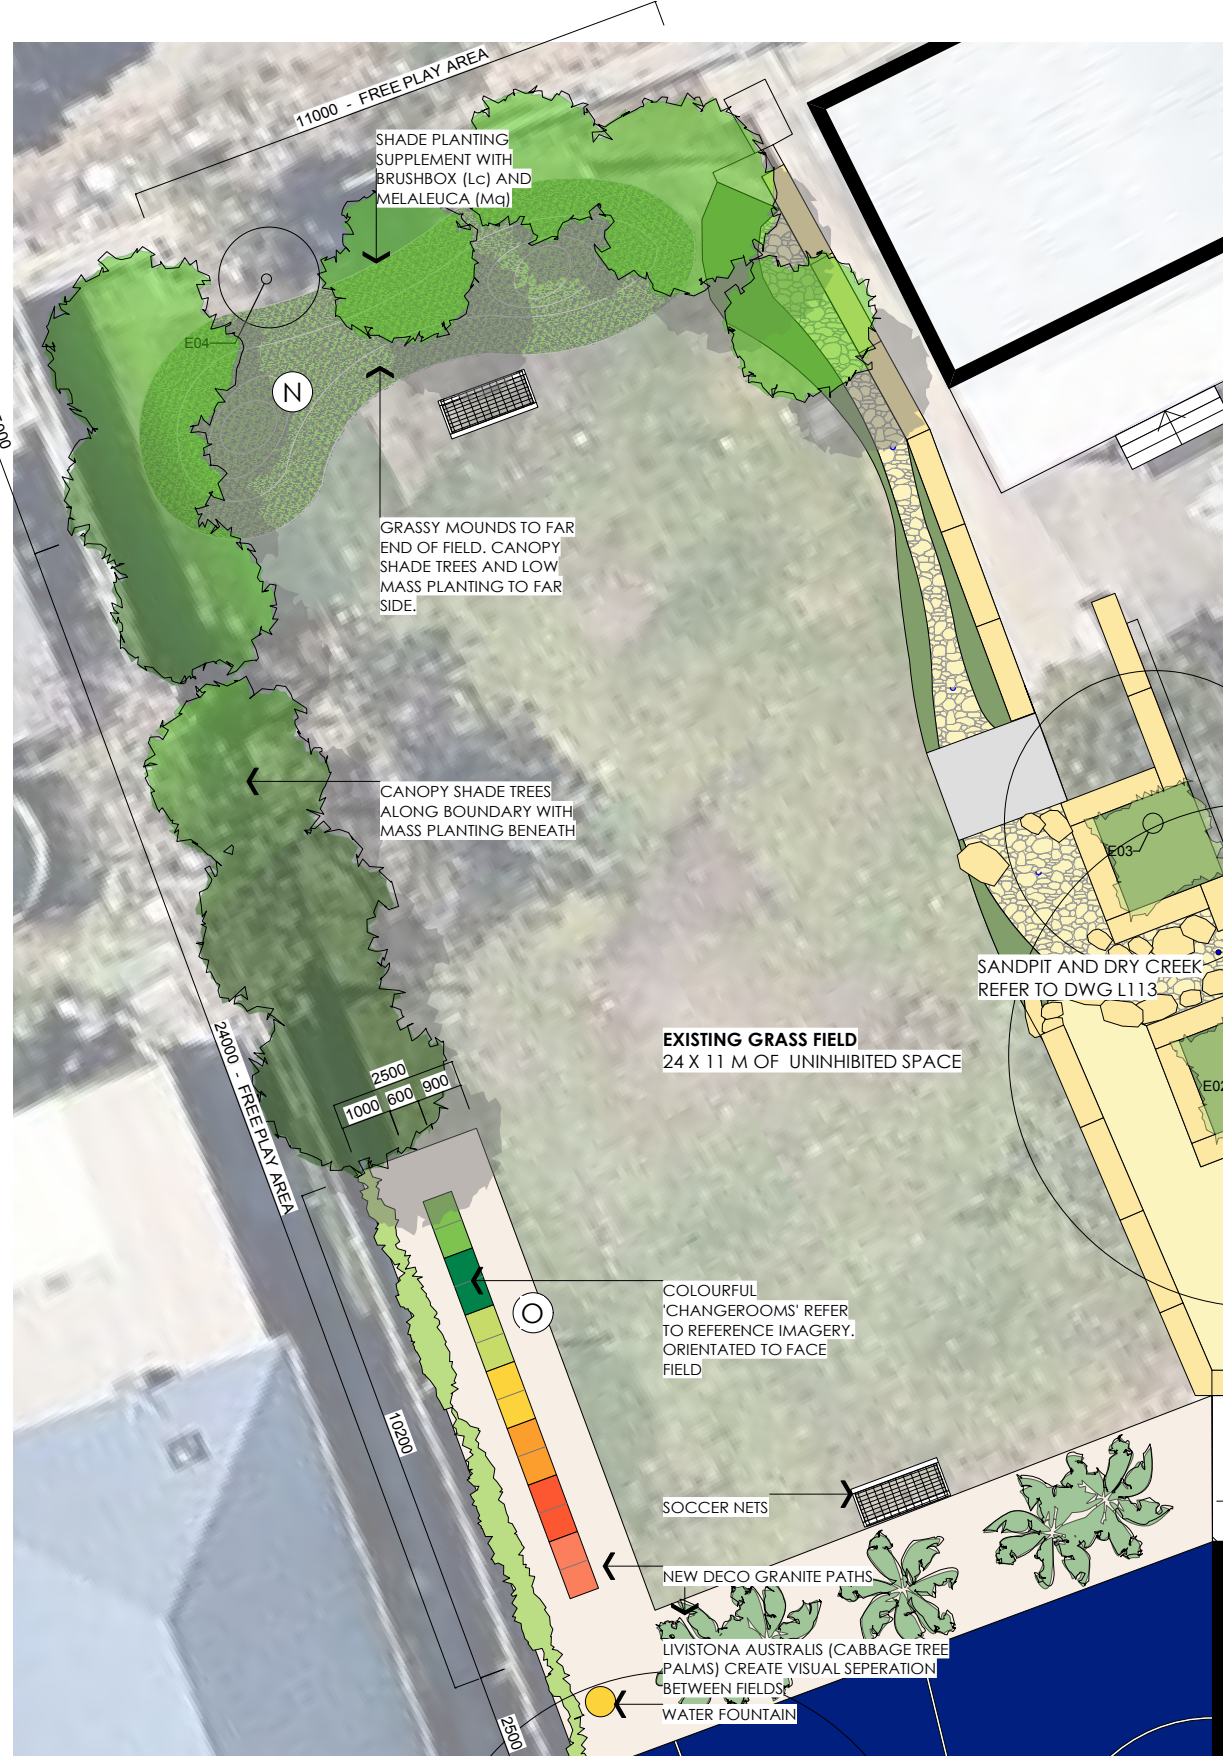 11000 - FREE PLAY AREA
SHADE PLANTING
SUPPLEMENT WITH
BRUSHBOX (Lc) AND
MELALEUCA (Mq)
E04
N
GRASSY MOUNDS TO FAR
END OF FIELD. CANOPY
SHADE TREES AND LOW
MASS PLANTING TO FAR
SIDE.
CANOPY SHADE TREES
ALONG BOUNDARY WITH
MASS PLANTING BENEATH
E03
SANDPIT AND DRY CREEK
REFER TO DWG L113
EXISTING GRASS FIELD
24 X 11 M OF UNINHIBITED SPACE
E02
24000 - FREE PLAY AREA
2500
1000 600 900
COLOURFUL
'CHANGEROOMS' REFER
TO REFERENCE IMAGERY.
ORIENTATED TO FACE
FIELD
O
10200
SOCCER NETS
NEW DECO GRANITE PATHS
LIVISTONA AUSTRALIS (CABBAGE TREE
PALMS) CREATE VISUAL SEPERATION
BETWEEN FIELDS
WATER FOUNTAIN
2500